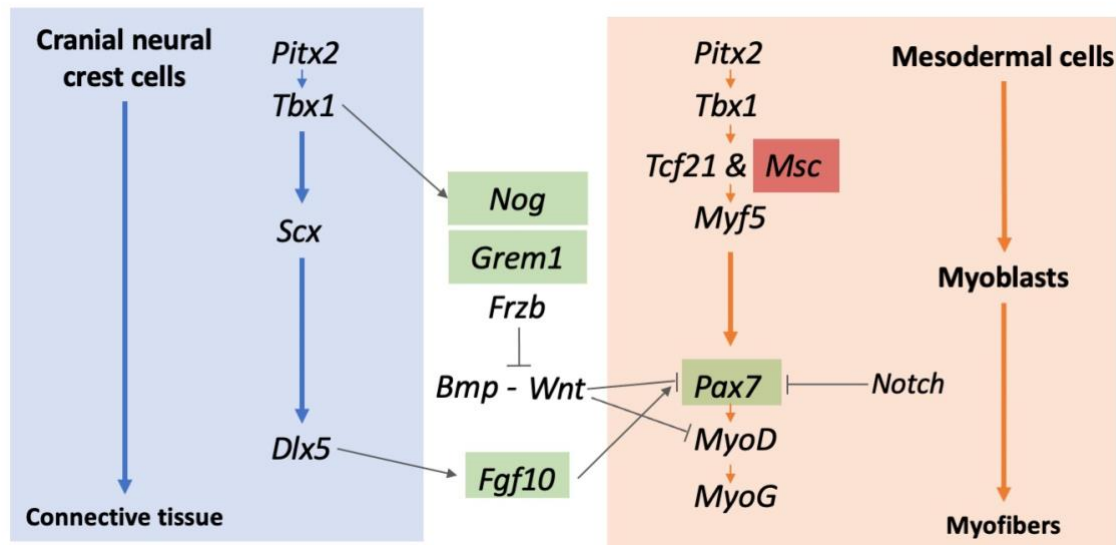 Cranial neural
crest cells
Connective tissue
Pitx2
Tbx1
Scx
Dlx5
Nog
Grem1
Frzb
Bmp - Wnt
Fgf10
Pitx2
Tbx1
Tcf21 & Msc
Myf5
Pax7
MyoD
MyoG
Notch
Mesodermal cells
Myoblasts
Myofibers